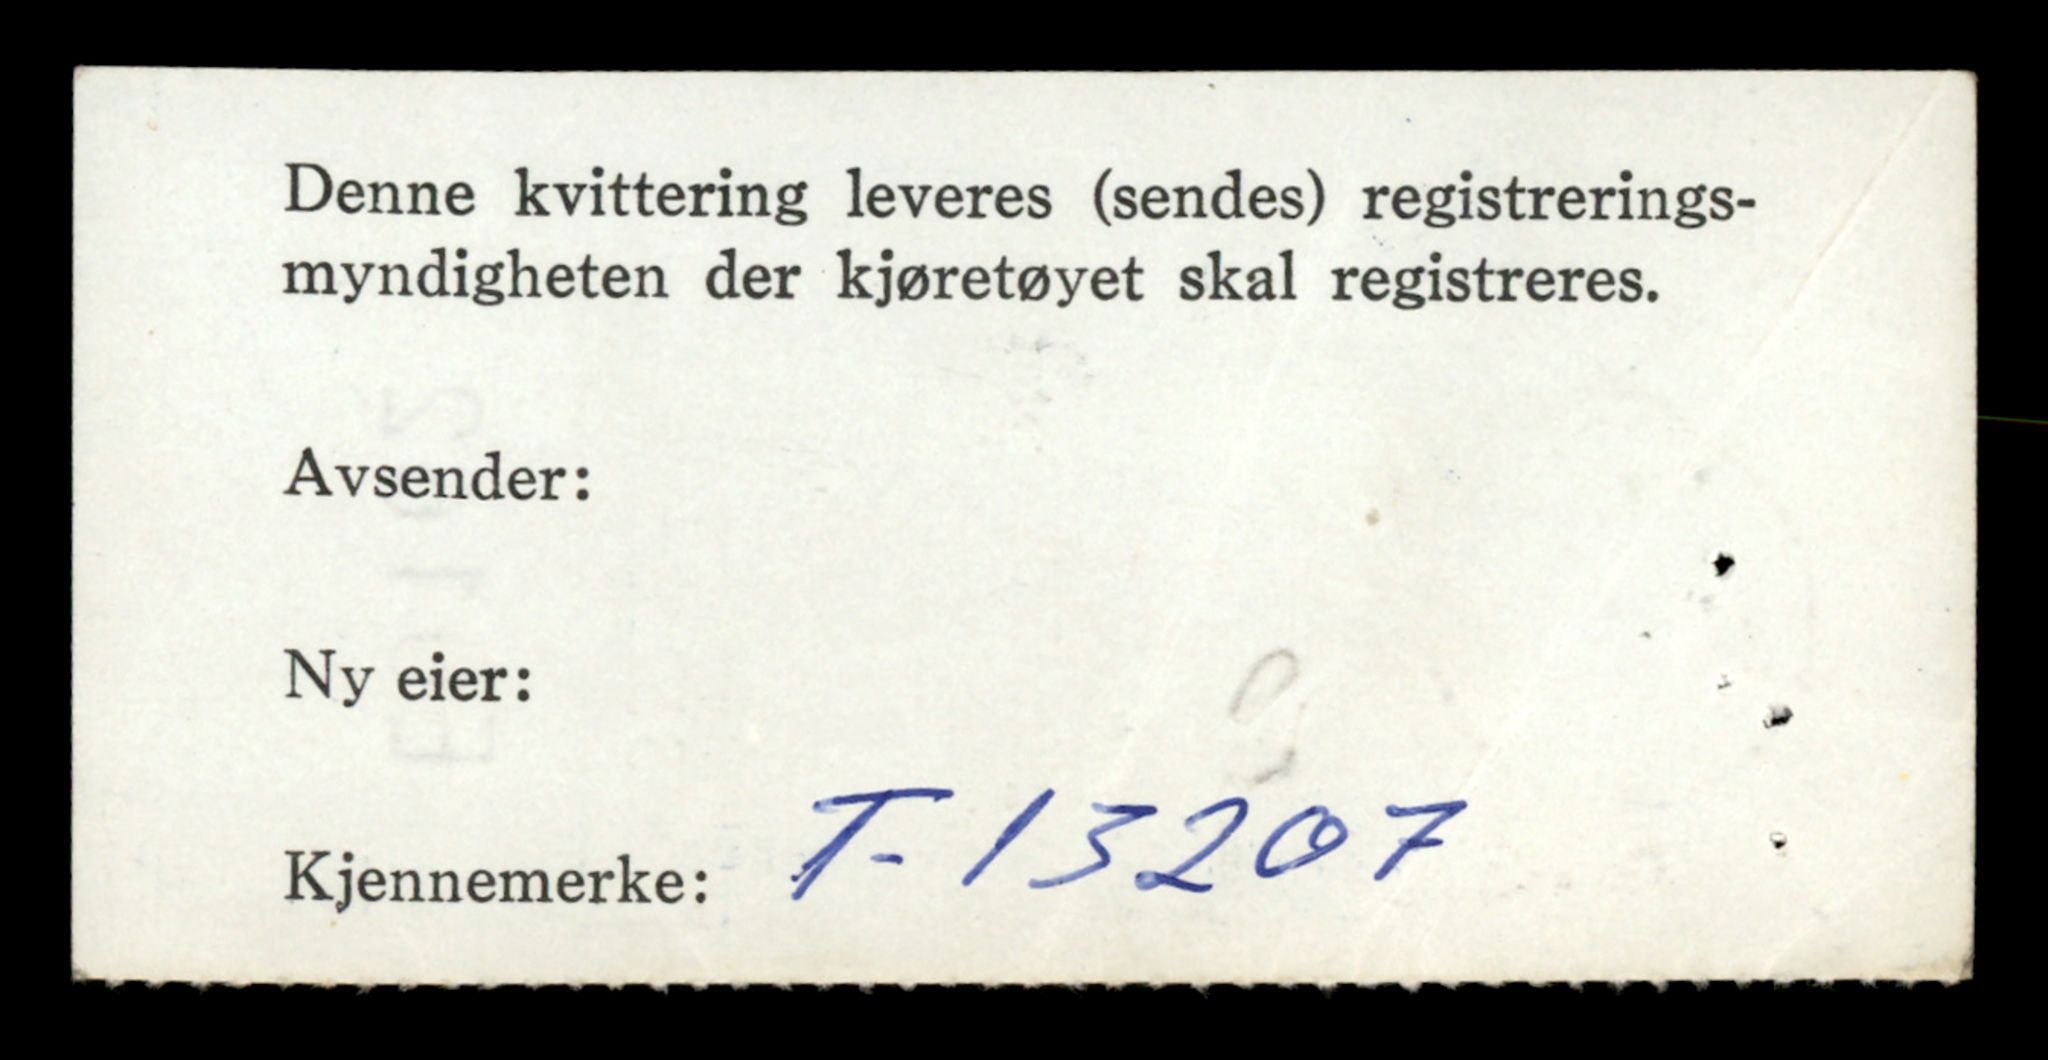 Denne kvittering leveres (sendes) registrerings-
myndigheten der kjøretøyet skal registreres.
Avsender:
Ny eier:
Kjennemerke: T-13207